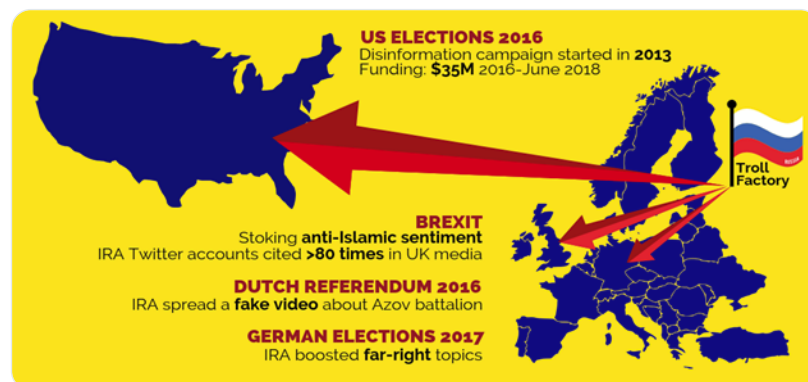 US ELECTIONS 2016
Disinformation campaign started in 2013
Funding: $35M 2016-June 2018
Troll
Factory
RUSSIA
BREXIT
Stoking anti-Islamic sentiment
IRA Twitter accounts cited >80 times in UK media
DUTCH REFERENDUM 2016
IRA spread a fake video about Azov battalion
GERMAN ELECTIONS 2017
IRA boosted far-right topics